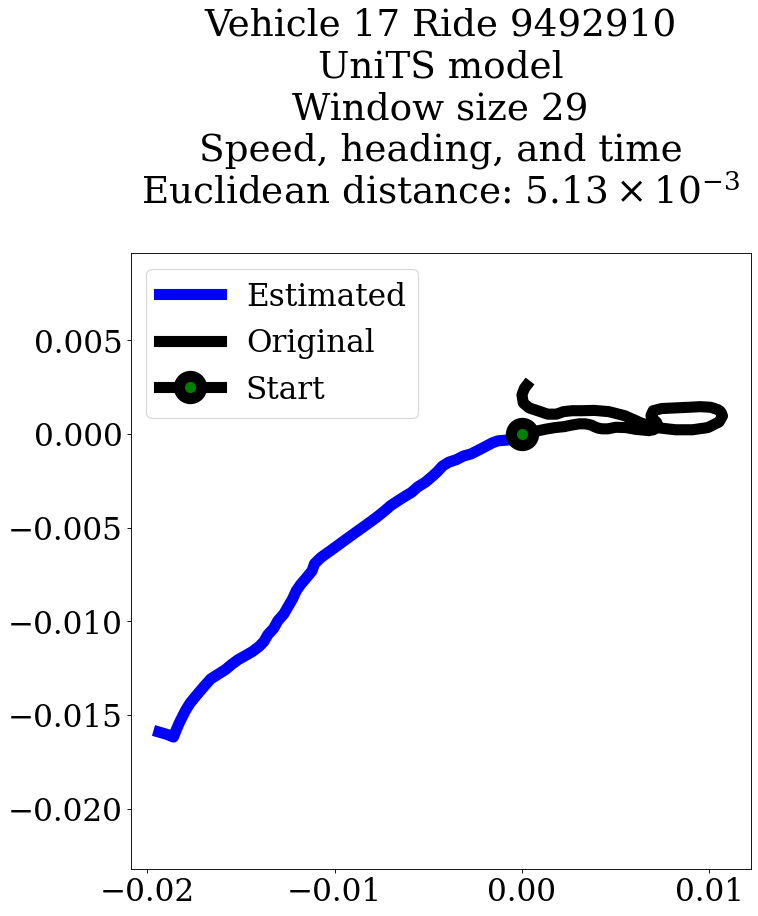 Vehicle 17 Ride 9492910
UniTS model
Window size 29
Speed, heading, and time
Euclidean distance: 5.13 × 10⁻³
Estimated
Original
Start
0.005
0.000
−0.005
−0.010
−0.015
−0.020
−0.02 −0.01 0.00 0.01